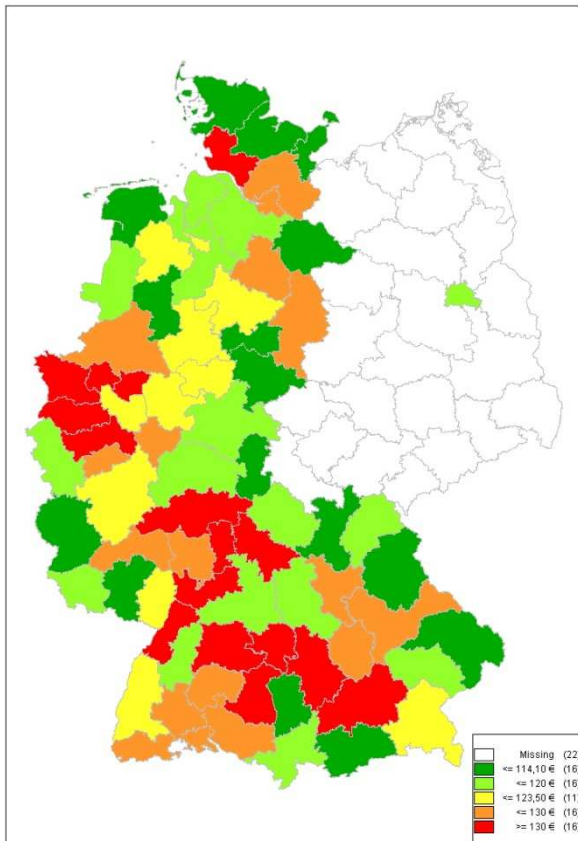 Missing (22)
<= 114,10 € (16)
<= 120 € (16)
<= 123,50 € (11)
<= 130 € (16)
>= 130 € (16)